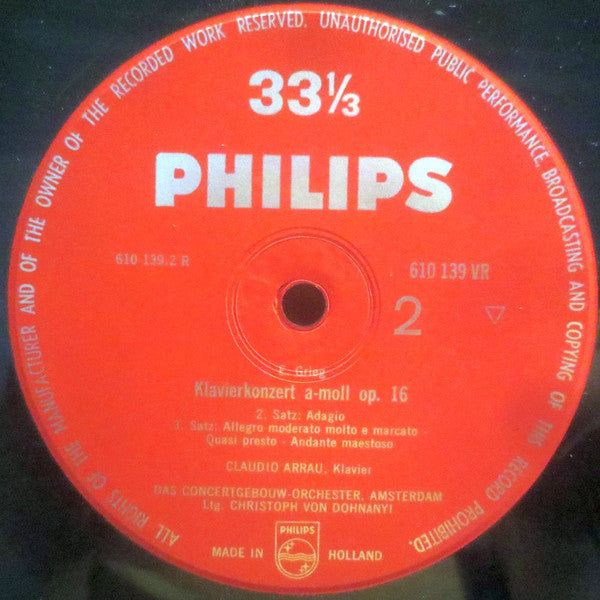 ALL RIGHTS OF THE MANUFACTURER AND OF THE OWNER OF THE RECORDED WORK RESERVED. UNAUTHORISED PUBLIC PERFORMANCE, BROADCASTING AND COPYING OF THIS RECORD PROHIBITED.
33⅓
PHILIPS
610 139.2 R
610 139 VR
2 ▽
E. Grieg
Klavierkonzert a-moll op. 16
2. Satz: Adagio
3. Satz: Allegro moderato molto e marcato -
Quasi presto - Andante maestoso
CLAUDIO ARRAU, Klavier
DAS CONCERTGEBOUW-ORCHESTER, AMSTERDAM
Ltg. CHRISTOPH VON DOHNANYI
PHILIPS
MADE IN HOLLAND